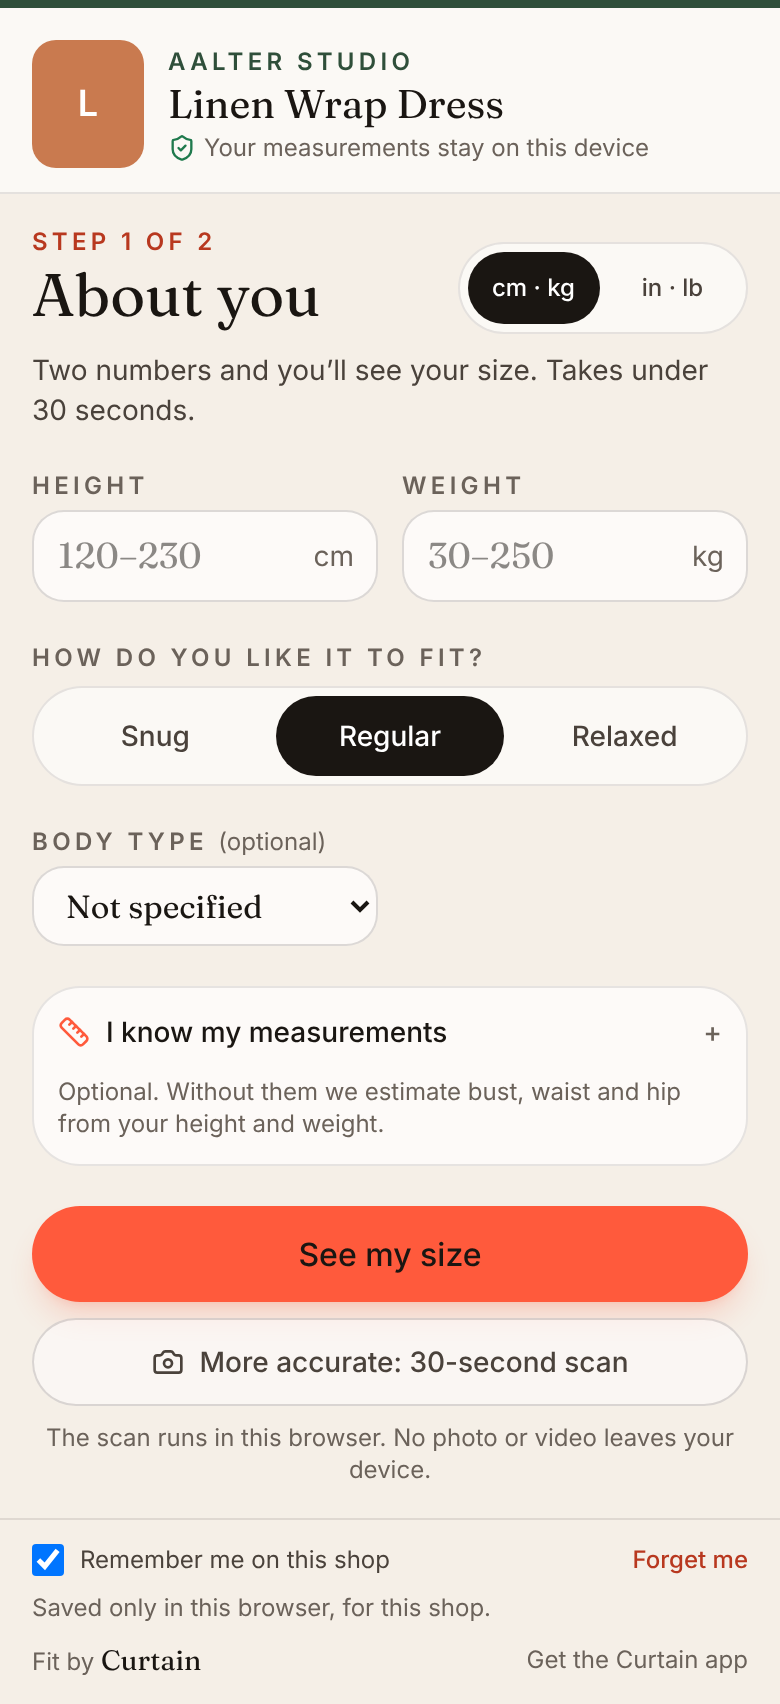 L
AALTER STUDIO
Linen Wrap Dress
Your measurements stay on this device
STEP 1 OF 2
About you
cm · kg
in · lb
Two numbers and you’ll see your size. Takes under
30 seconds.
HEIGHT
WEIGHT
120–230 cm
30–250 kg
HOW DO YOU LIKE IT TO FIT?
Snug
Regular
Relaxed
BODY TYPE (optional)
Not specified
I know my measurements +
Optional. Without them we estimate bust, waist and hip
from your height and weight.
See my size
More accurate: 30-second scan
The scan runs in this browser. No photo or video leaves your
device.
Remember me on this shop
Forget me
Saved only in this browser, for this shop.
Fit by Curtain
Get the Curtain app